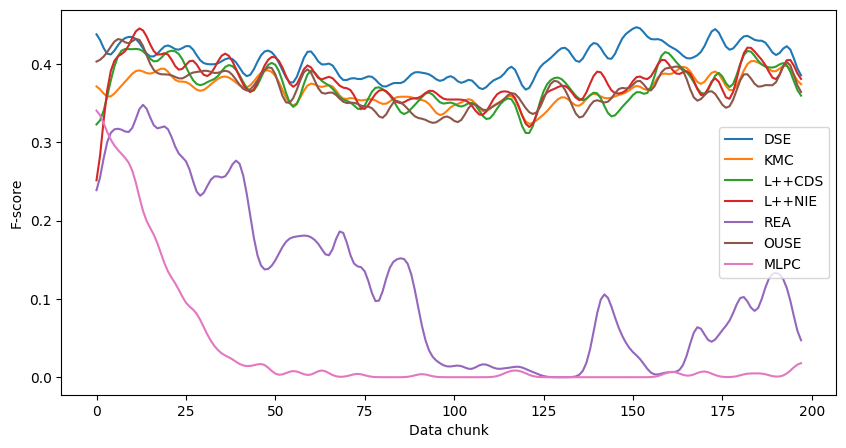 F-score
0.4
0.3
0.2
0.1
0.0
0
25
50
75
100
125
150
175
200
Data chunk
DSE
KMC
L++CDS
L++NIE
REA
OUSE
MLPC